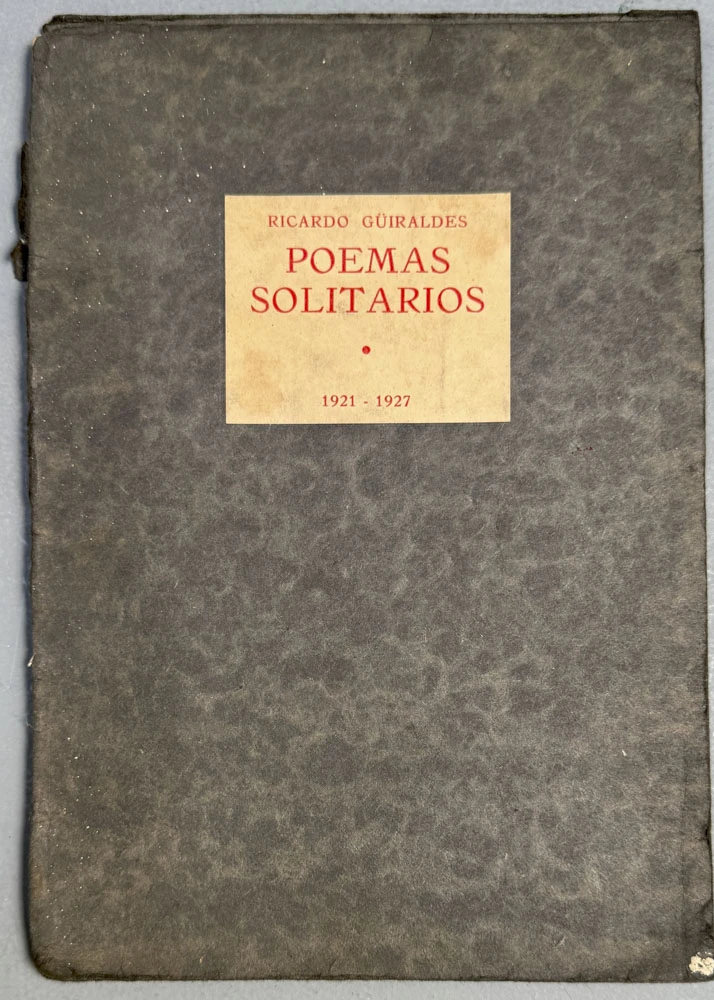 RICARDO GÜIRALDES
POEMAS
SOLITARIOS
1921 - 1927